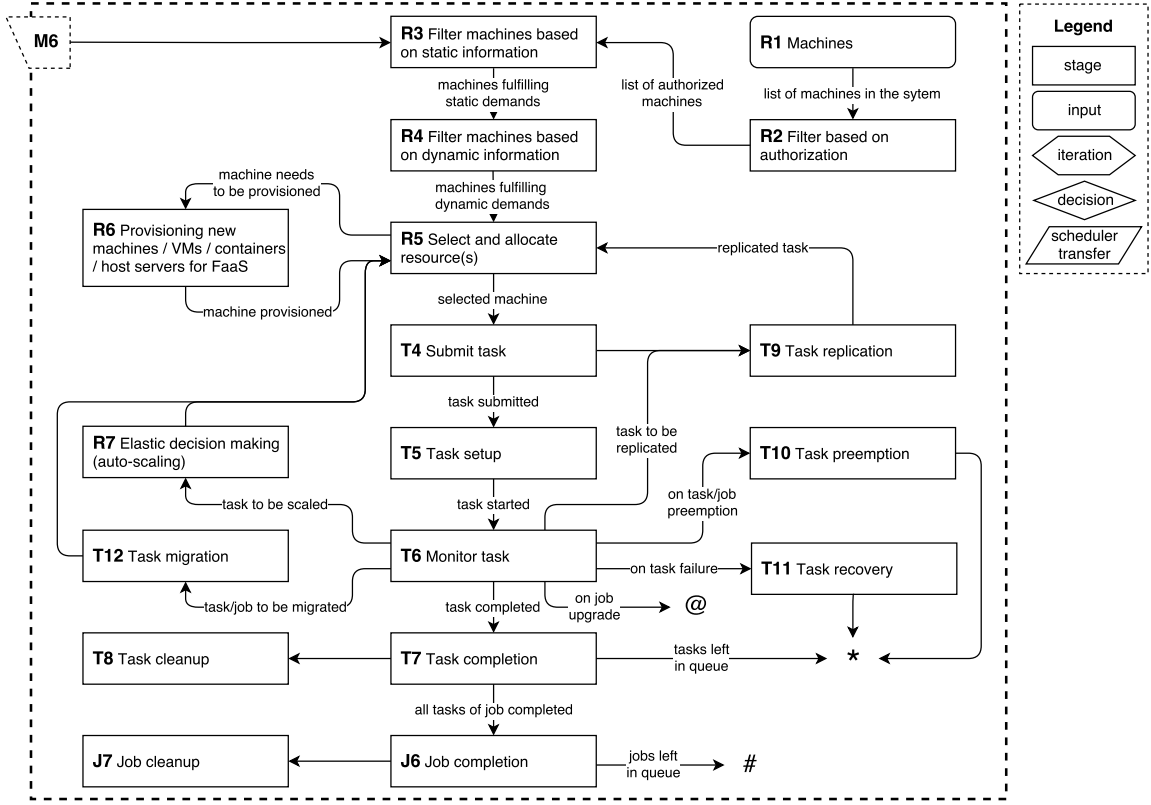 M6
R3 Filter machines based
on static information
R1 Machines
Legend
stage
input
iteration
decision
scheduler
transfer
machines fulfilling
static demands
list of authorized
machines
list of machines in the sytem
R4 Filter machines based
on dynamic information
R2 Filter based on
authorization
machine needs
to be provisioned
machines fulfilling
dynamic demands
R6 Provisioning new
machines / VMs / containers
/ host servers for FaaS
R5 Select and allocate
resource(s)
replicated task
machine provisioned
selected machine
T4 Submit task
T9 Task replication
task submitted
R7 Elastic decision making
(auto-scaling)
T5 Task setup
task to be
replicated
T10 Task preemption
task to be scaled
task started
on task/job
preemption
T12 Task migration
T6 Monitor task
on task failure
T11 Task recovery
task/job to be migrated
task completed
on job
upgrade
@
T8 Task cleanup
T7 Task completion
tasks left
in queue
*
all tasks of job completed
J7 Job cleanup
J6 Job completion
jobs left
in queue
#